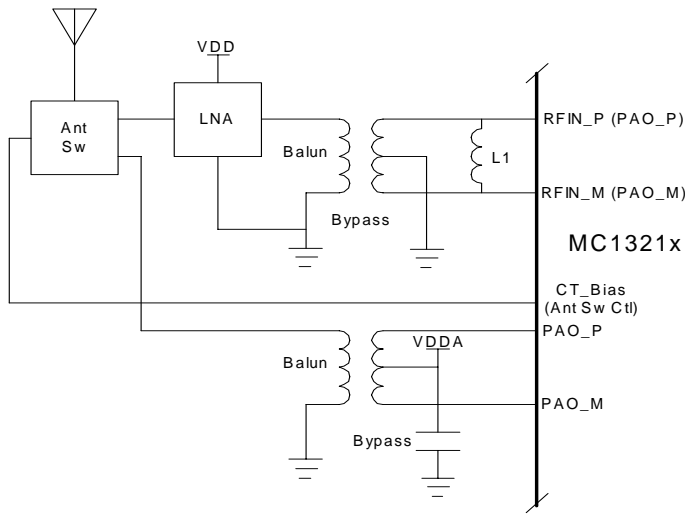 VDD
Ant
Sw
LNA
Balun
Bypass
L1
RFIN_P (PAO_P)
RFIN_M (PAO_M)
MC1321x
CT_Bias
(Ant Sw Ctl)
PAO_P
VDDA
Balun
PAO_M
Bypass